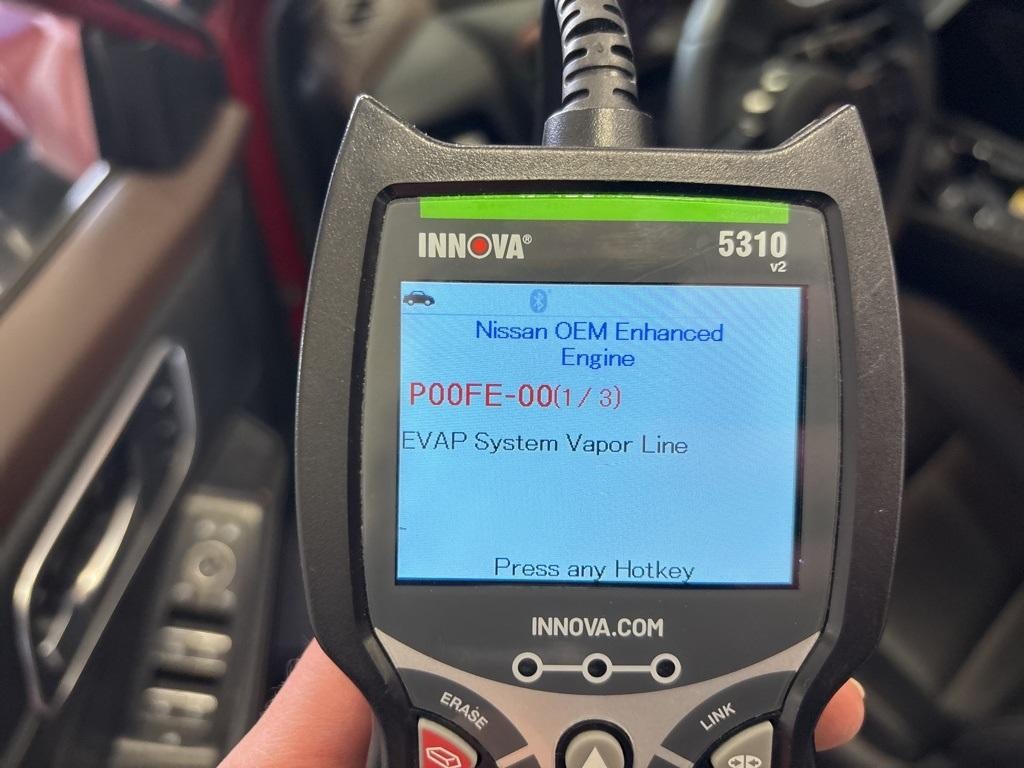 INNOVA®
5310
v2
Nissan OEM Enhanced
Engine
P00FE-00(1 / 3)
EVAP System Vapor Line
Press any Hotkey
INNOVA.COM
ERASE
LINK